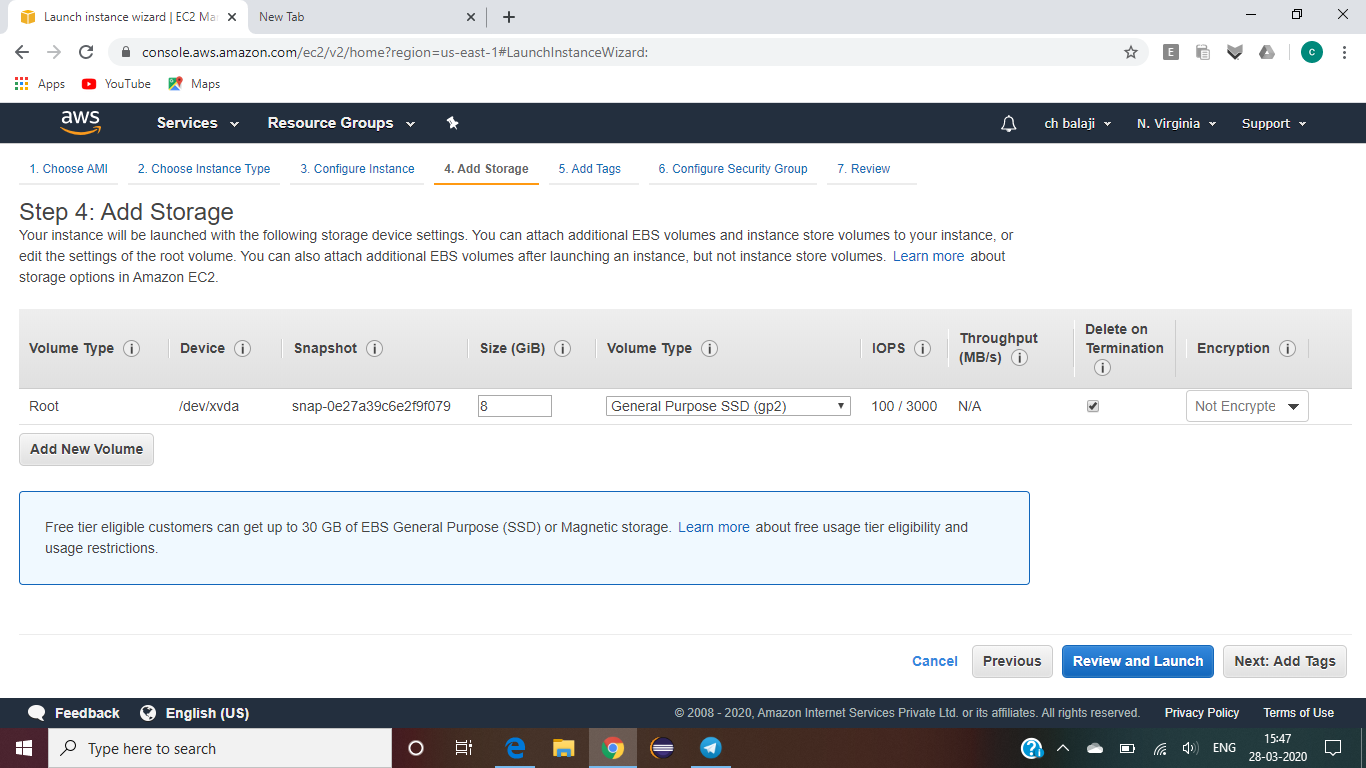 Launch instance wizard | EC2 Mar
New Tab
console.aws.amazon.com/ec2/v2/home?region=us-east-1#LaunchInstanceWizard:
E
c
Apps
YouTube
Maps
aws
Services
Resource Groups
ch balaji
N. Virginia
Support
1. Choose AMI
2. Choose Instance Type
3. Configure Instance
4. Add Storage
5. Add Tags
6. Configure Security Group
7. Review
Step 4: Add Storage
Your instance will be launched with the following storage device settings. You can attach additional EBS volumes and instance store volumes to your instance, or
edit the settings of the root volume. You can also attach additional EBS volumes after launching an instance, but not instance store volumes. Learn more about
storage options in Amazon EC2.
Volume Type
Device
Snapshot
Size (GiB)
Volume Type
IOPS
Throughput
(MB/s)
Delete on
Termination
Encryption
Root
/dev/xvda
snap-0e27a39c6e2f9f079
8
General Purpose SSD (gp2)
100 / 3000
N/A
Not Encrypte
Add New Volume
Free tier eligible customers can get up to 30 GB of EBS General Purpose (SSD) or Magnetic storage. Learn more about free usage tier eligibility and
usage restrictions.
Cancel
Previous
Review and Launch
Next: Add Tags
Feedback
English (US)
© 2008 - 2020, Amazon Internet Services Private Ltd. or its affiliates. All rights reserved.
Privacy Policy
Terms of Use
Type here to search
ENG
15:47
28-03-2020